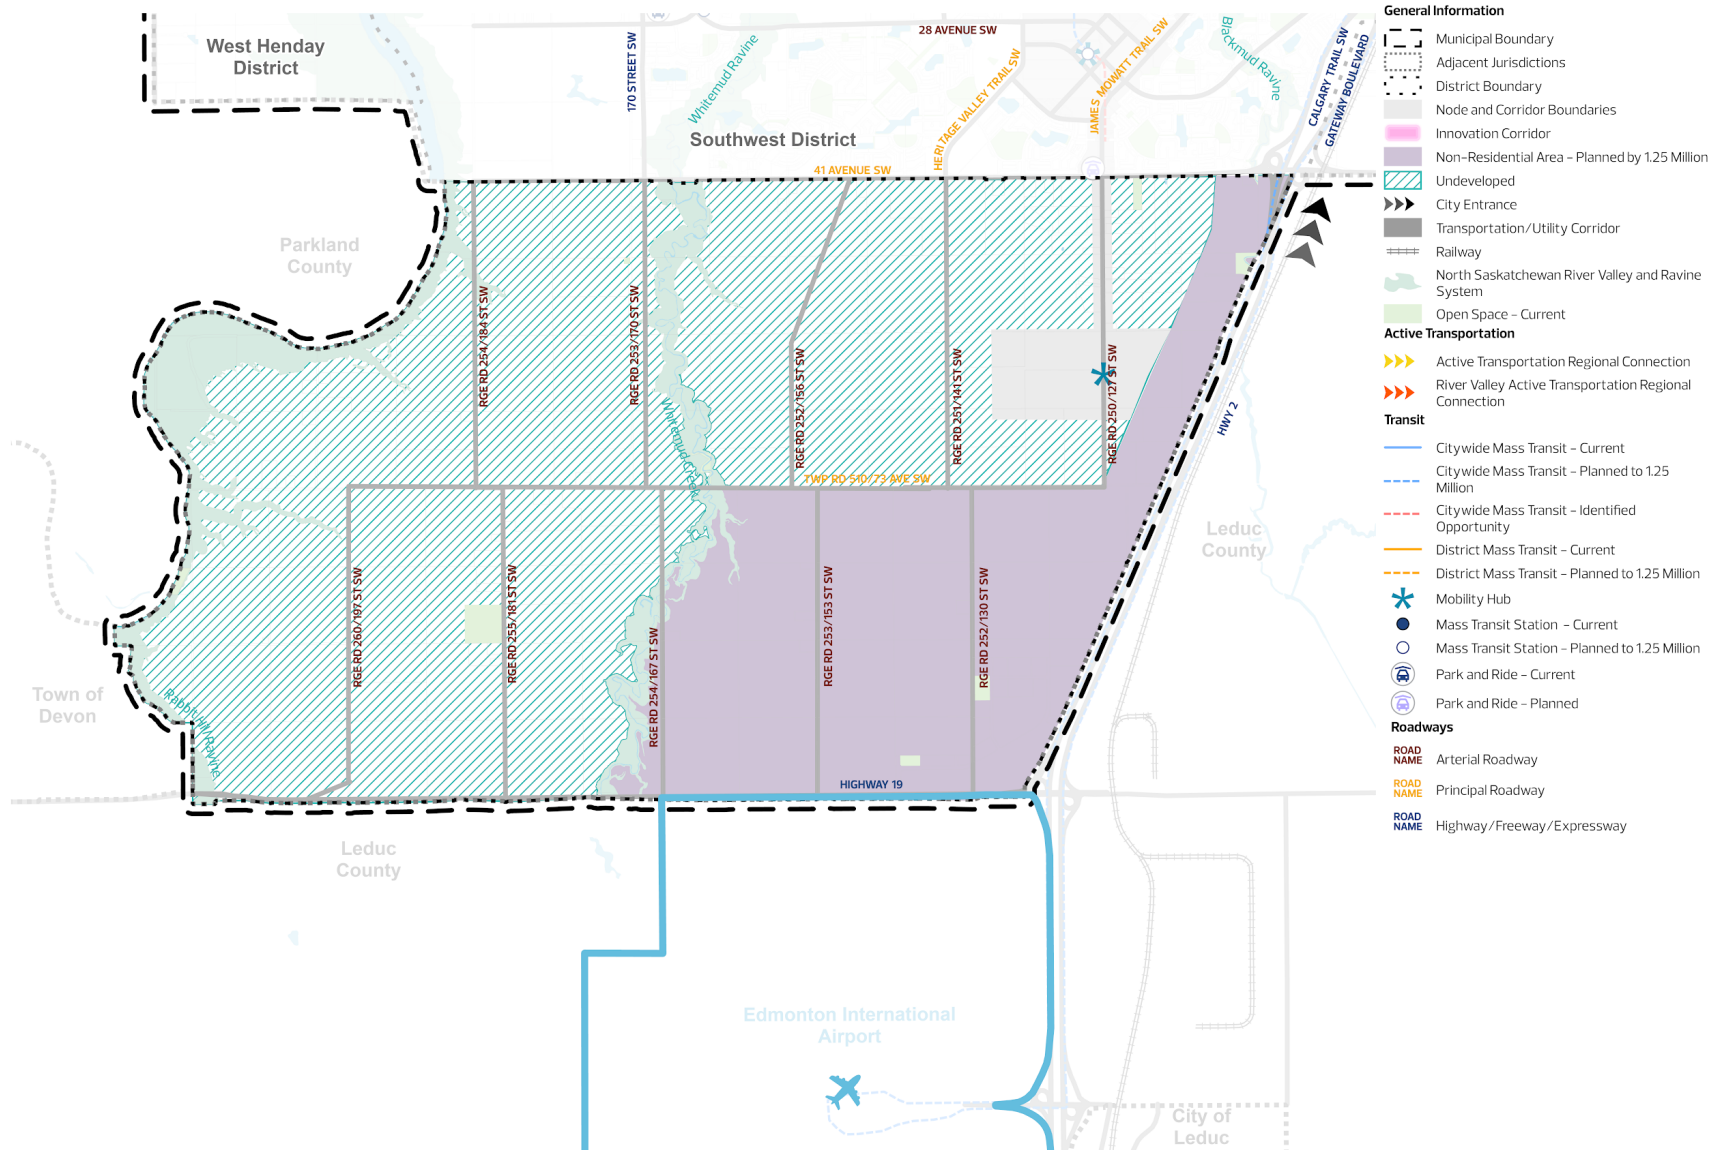 West Henday
District
170 STREET SW
Whitemud Ravine
28 AVENUE SW
HERITAGE VALLEY TRAIL SW
JAMES MOWATT TRAIL SW
Blackmud Ravine
CALGARY TRAIL SW
GATEWAY BOULEVARD
Southwest District
41 AVENUE SW
Parkland
County
RGE RD 254/184 ST SW
RGE RD 253/170 ST SW
RGE RD 252/156 ST SW
RGE RD 251/141 ST SW
RGE RD 250/127 ST SW
HWY 2
Whitemud Creek
TWP RD 510/73 AVE SW
Leduc
County
RGE RD 260/197 ST SW
RGE RD 255/181 ST SW
RGE RD 254/167 ST SW
RGE RD 253/153 ST SW
RGE RD 252/130 ST SW
Town of
Devon
Rabbit Hill Ravine
HIGHWAY 19
Leduc
County
Edmonton International
Airport
City of
Leduc
General Information
Municipal Boundary
Adjacent Jurisdictions
District Boundary
Node and Corridor Boundaries
Innovation Corridor
Non-Residential Area - Planned by 1.25 Million
Undeveloped
City Entrance
Transportation/Utility Corridor
Railway
North Saskatchewan River Valley and Ravine
System
Open Space - Current
Active Transportation
Active Transportation Regional Connection
River Valley Active Transportation Regional
Connection
Transit
Citywide Mass Transit - Current
Citywide Mass Transit - Planned to 1.25
Million
Citywide Mass Transit - Identified
Opportunity
District Mass Transit - Current
District Mass Transit - Planned to 1.25 Million
Mobility Hub
Mass Transit Station - Current
Mass Transit Station - Planned to 1.25 Million
Park and Ride - Current
Park and Ride - Planned
Roadways
ROAD
NAME
Arterial Roadway
ROAD
NAME
Principal Roadway
ROAD
NAME
Highway/Freeway/Expressway